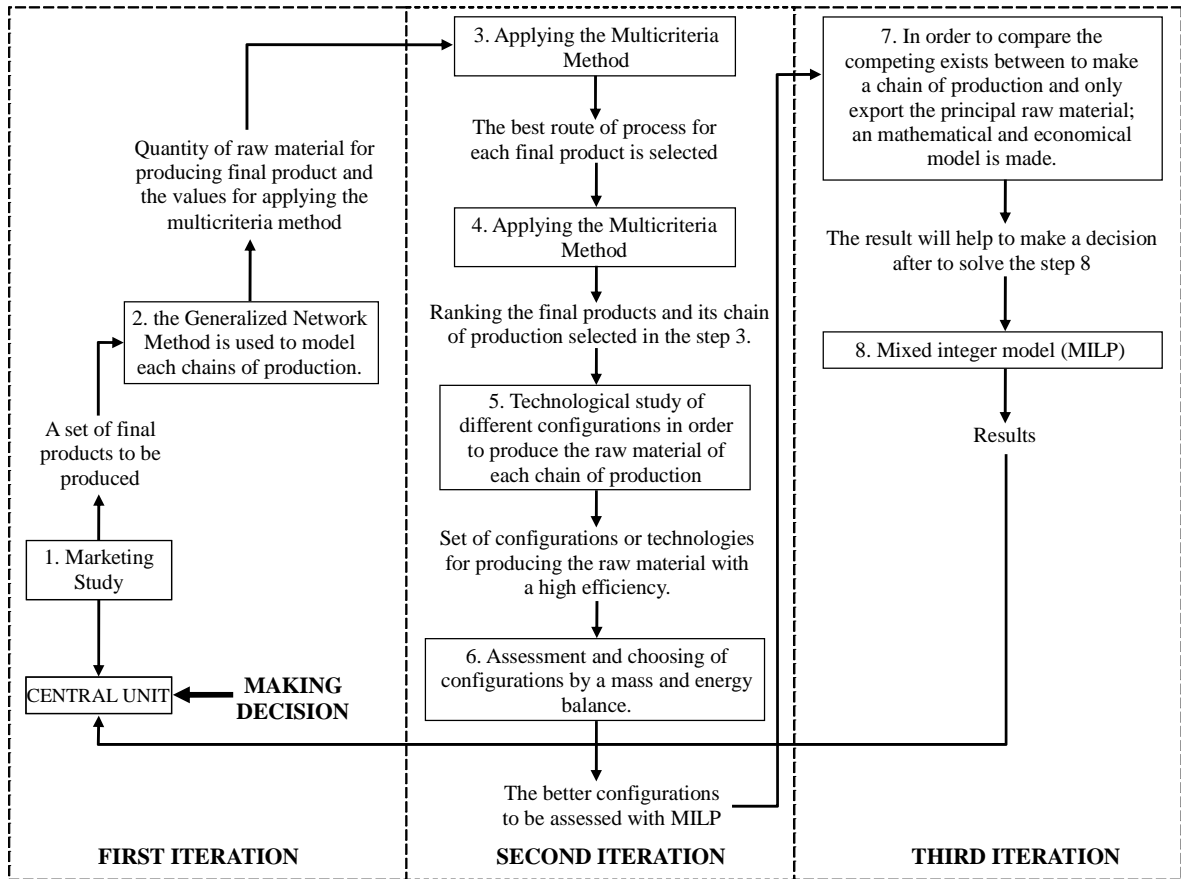 1. Marketing
Study
A set of final
products to be
produced
2. the Generalized Network
Method is used to model
each chains of production.
Quantity of raw material for
producing final product and
the values for applying the
multicriteria method
CENTRAL UNIT
MAKING
DECISION
FIRST ITERATION
3. Applying the Multicriteria
Method
The best route of process for
each final product is selected
4. Applying the Multicriteria
Method
Ranking the final products and its chain
of production selected in the step 3.
5. Technological study of
different configurations in order
to produce the raw material of
each chain of production
Set of configurations or technologies
for producing the raw material with
a high efficiency.
6. Assessment and choosing of
configurations by a mass and energy
balance.
The better configurations
to be assessed with MILP
SECOND ITERATION
7. In order to compare the
competing exists between to make
a chain of production and only
export the principal raw material;
an mathematical and economical
model is made.
The result will help to make a decision
after to solve the step 8
8. Mixed integer model (MILP)
Results
THIRD ITERATION